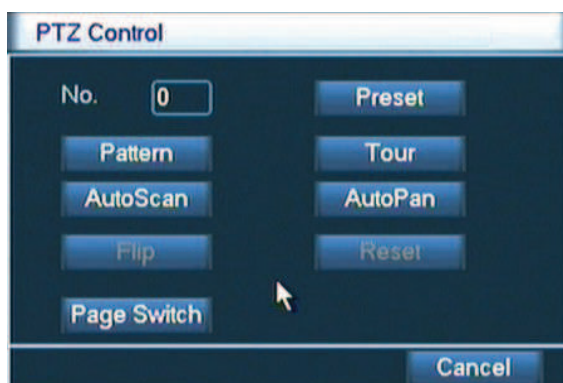 PTZ Control
No. 0 Preset
Pattern Tour
AutoScan AutoPan
Flip Reset
Page Switch
Cancel